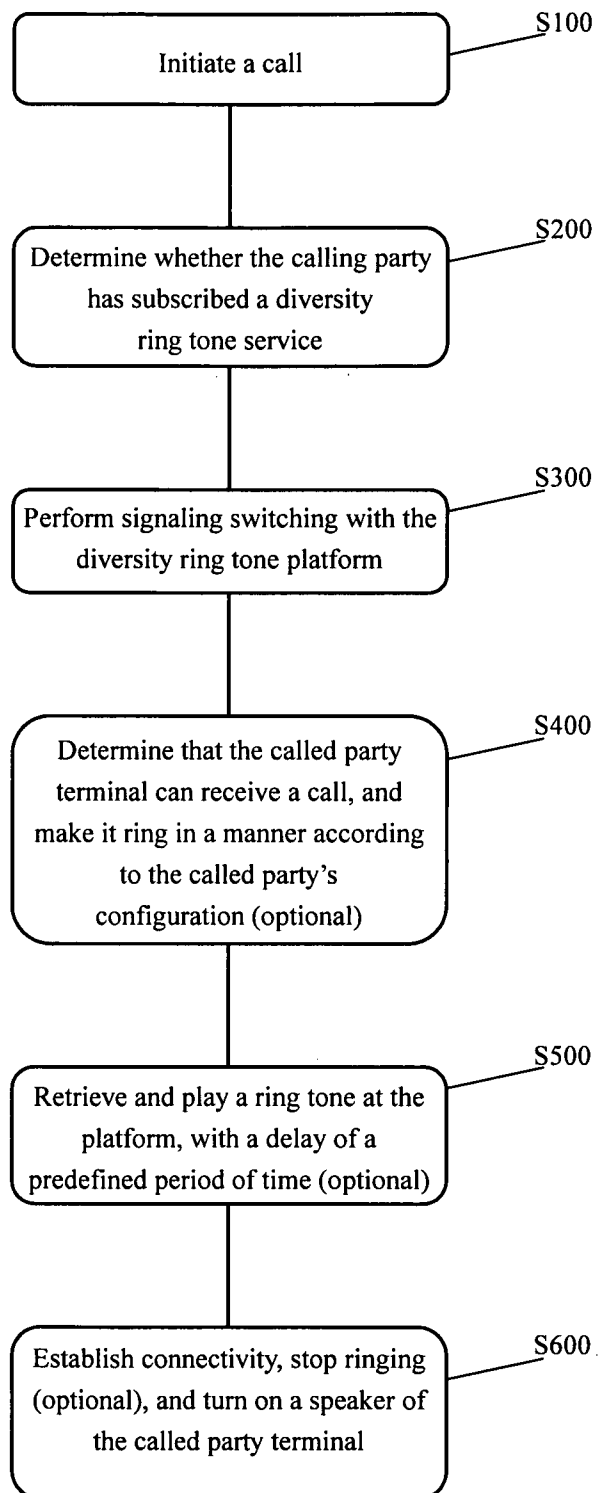 S100
Initiate a call
S200
Determine whether the calling party
has subscribed a diversity
ring tone service
S300
Perform signaling switching with the
diversity ring tone platform
S400
Determine that the called party
terminal can receive a call, and
make it ring in a manner according
to the called party's
configuration (optional)
S500
Retrieve and play a ring tone at the
platform, with a delay of a
predefined period of time (optional)
S600
Establish connectivity, stop ringing
(optional), and turn on a speaker of
the called party terminal